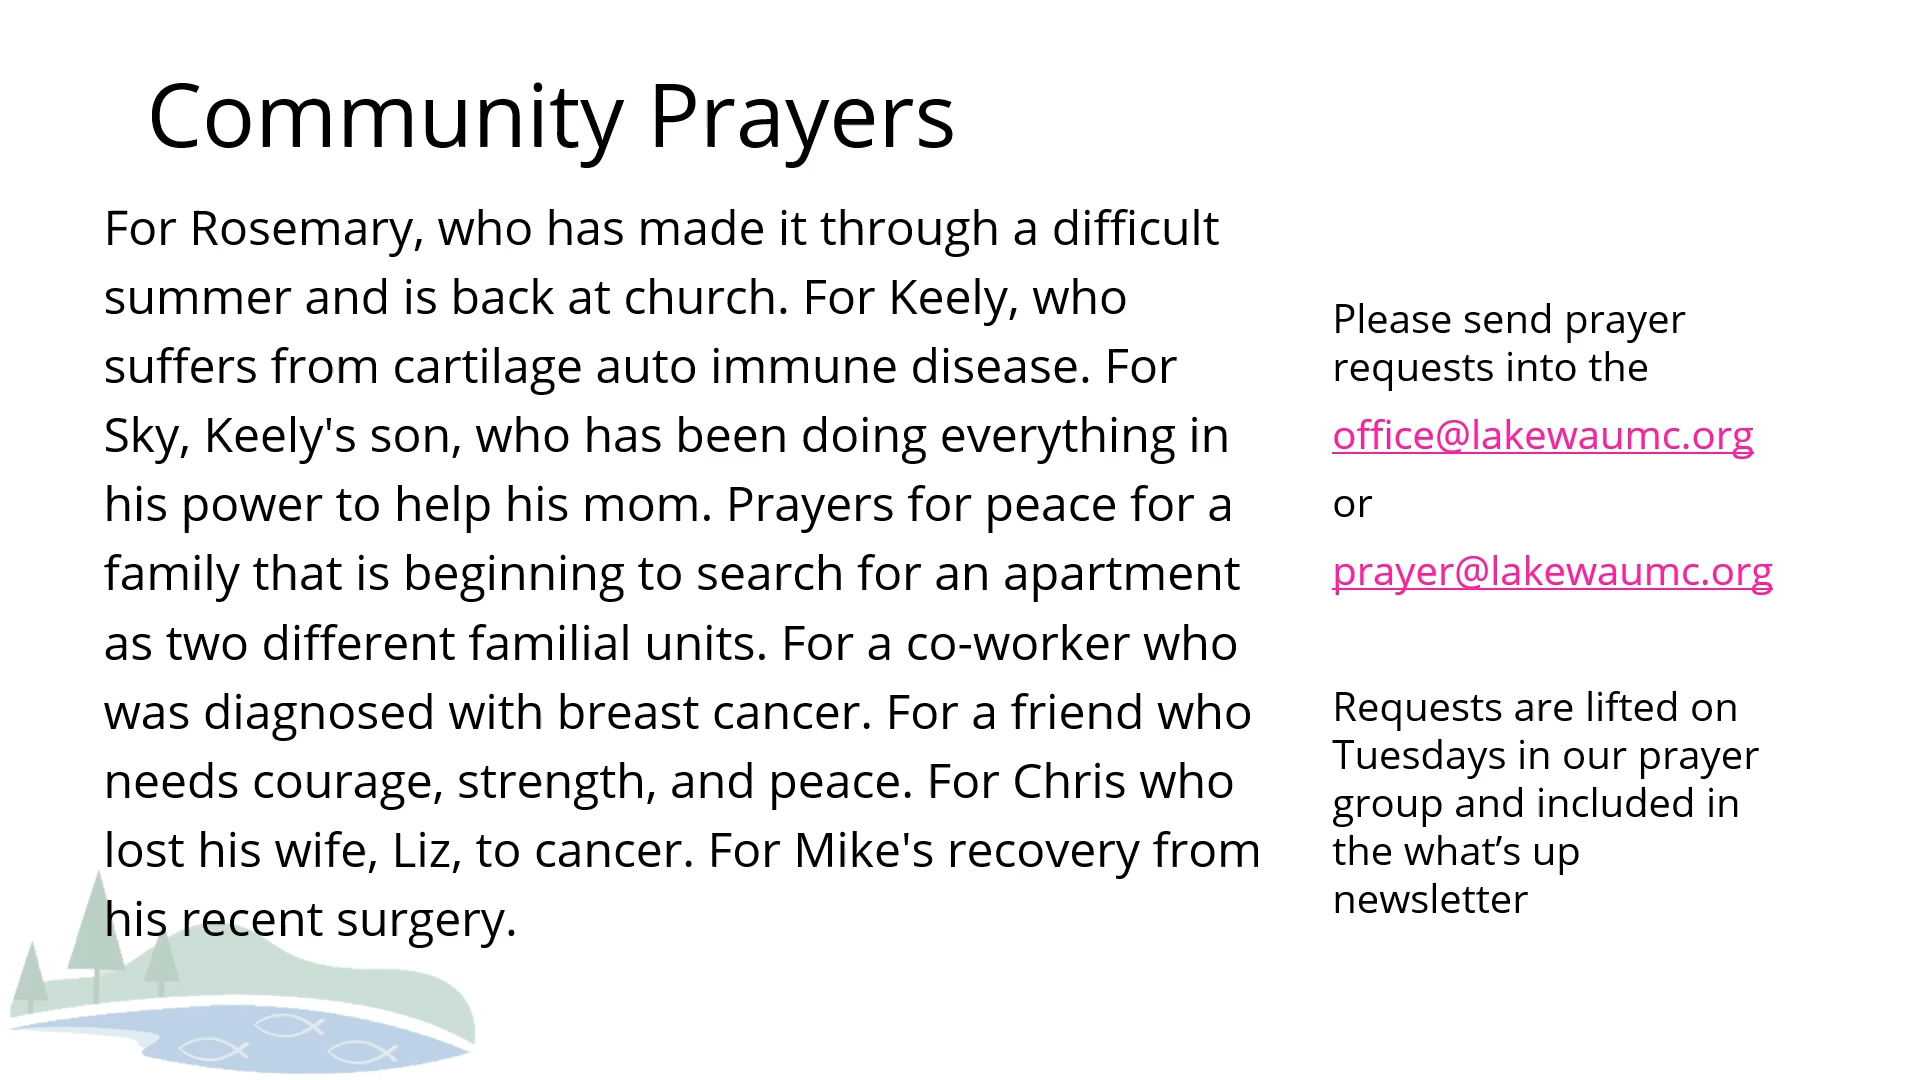 Community Prayers
For Rosemary, who has made it through a difficult
summer and is back at church. For Keely, who
suffers from cartilage auto immune disease. For
Sky, Keely's son, who has been doing everything in
his power to help his mom. Prayers for peace for a
family that is beginning to search for an apartment
as two different familial units. For a co-worker who
was diagnosed with breast cancer. For a friend who
needs courage, strength, and peace. For Chris who
lost his wife, Liz, to cancer. For Mike's recovery from
his recent surgery.
Please send prayer
requests into the
office@lakewaumc.org
or
prayer@lakewaumc.org
Requests are lifted on
Tuesdays in our prayer
group and included in
the what’s up
newsletter